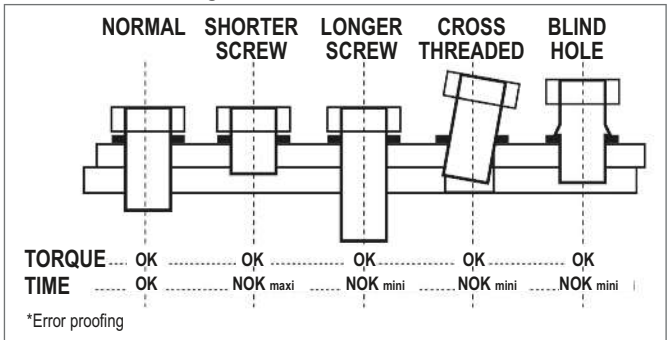 NORMAL SHORTER SCREW LONGER SCREW CROSS THREADED BLIND HOLE
TORQUE OK OK OK OK OK
TIME OK NOK maxi NOK mini NOK mini NOK mini
*Error proofing